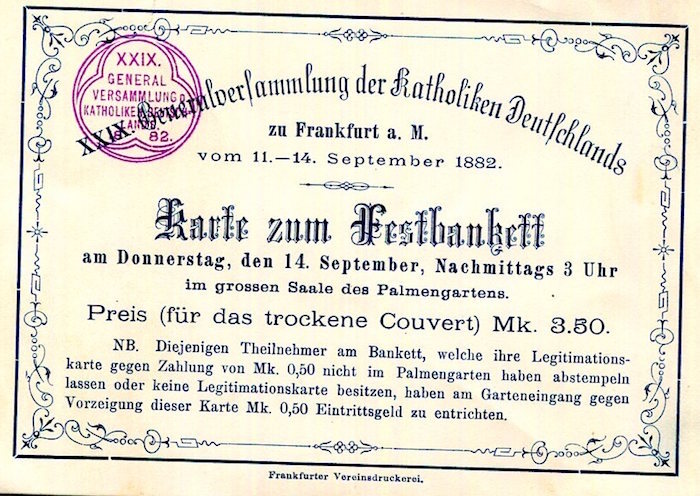 XXIX.
GENERAL
VERSAMMLUNG D.
KATHOLIKEN
82.
XXIX. Generalversammlung der Katholiken Deutschlands
zu Frankfurt a. M.
vom 11.—14. September 1882.
Karte zum Festbankett
am Donnerstag, den 14. September, Nachmittags 3 Uhr
im grossen Saale des Palmengartens.
Preis (für das trockene Couvert) Mk. 3.50.
NB. Diejenigen Theilnehmer am Bankett, welche ihre Legitimations-
karte gegen Zahlung von Mk. 0,50 nicht im Palmengarten haben abstempeln
lassen oder keine Legitimationskarte besitzen, haben am Garteneingang gegen
Vorzeigung dieser Karte Mk. 0,50 Eintrittsgeld zu entrichten.
Frankfurter Vereinsdruckerei.